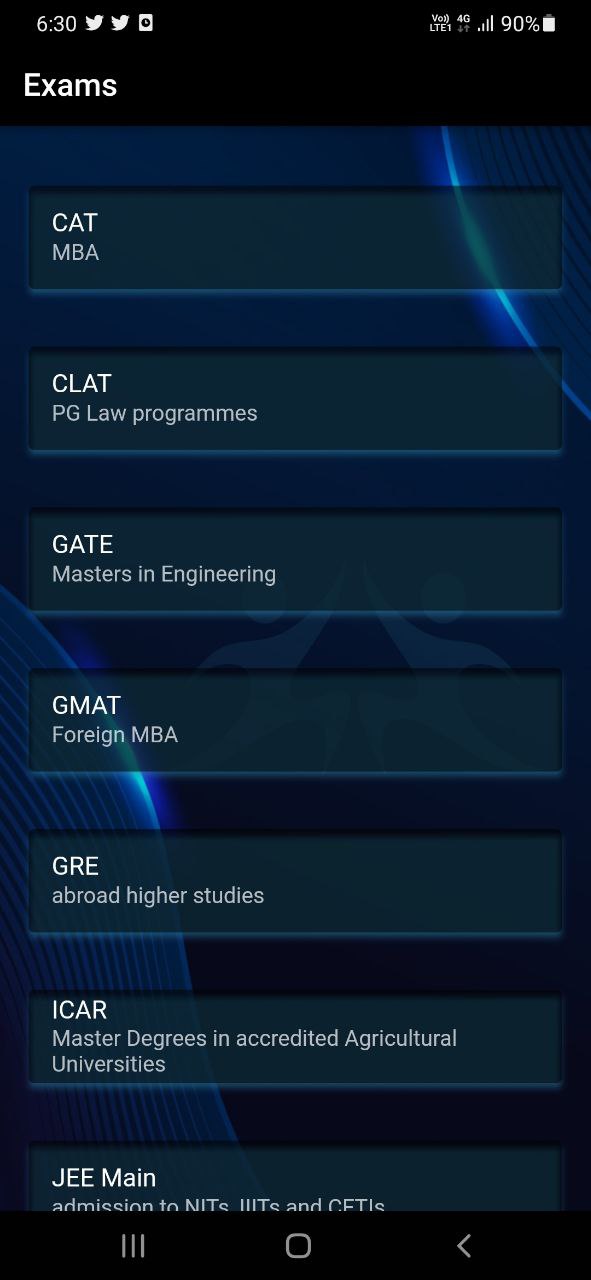 6:30
Vo)) 4G
LTE1
90%
Exams
CAT
MBA
CLAT
PG Law programmes
GATE
Masters in Engineering
GMAT
Foreign MBA
GRE
abroad higher studies
ICAR
Master Degrees in accredited Agricultural
Universities
JEE Main
admission to NITs, IIITs and CFTIs